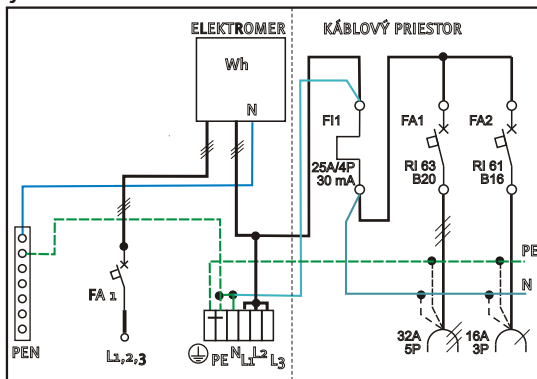 ELEKTROMER
KÁBLOVÝ PRIESTOR
Wh
N
FI1
FA1
FA2
25A/4P
30 mA
RI 63
B20
RI 61
B16
PE
N
FA 1
PEN
L1,2,3
PE N L1 L2 L3
32A
5P
16A
3P